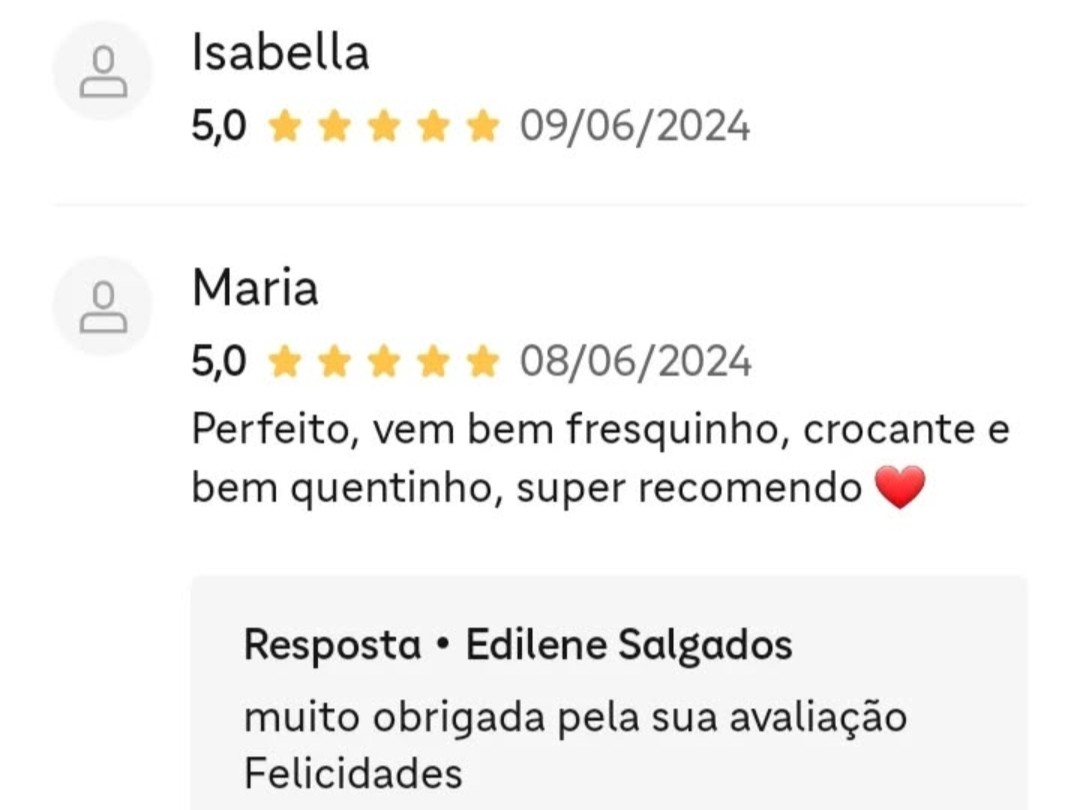 Isabella
5,0 ⭐⭐⭐⭐⭐ 09/06/2024
Maria
5,0 ⭐⭐⭐⭐⭐ 08/06/2024
Perfeito, vem bem fresquinho, crocante e
bem quentinho, super recomendo ❤️
Resposta • Edilene Salgados
muito obrigada pela sua avaliação
Felicidades